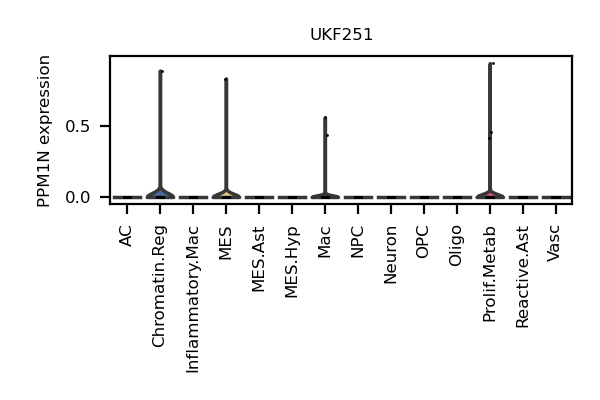 UKF251
PPM1N expression
0.5
0.0
AC
Chromatin.Reg
Inflammatory.Mac
MES
MES.Ast
MES.Hyp
Mac
NPC
Neuron
OPC
Oligo
Prolif.Metab
Reactive.Ast
Vasc